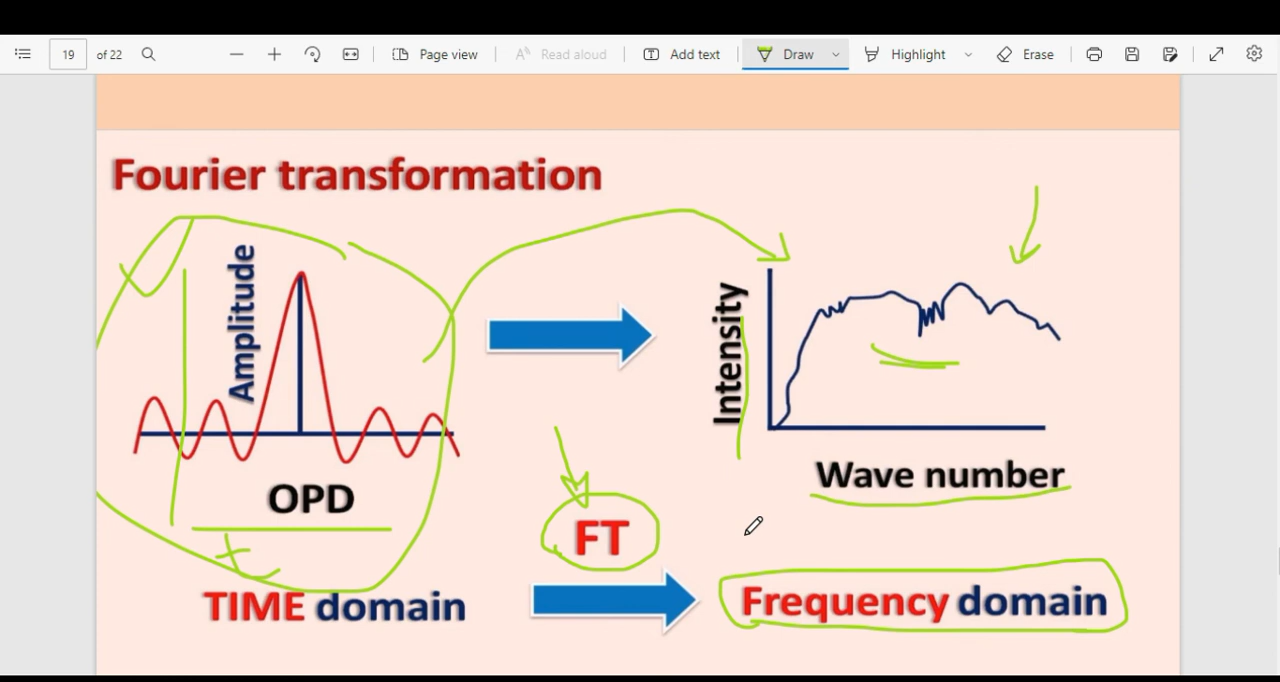 19 of 22 Page view Read aloud Add text Draw Highlight Erase
Fourier transformation
Amplitude
OPD
t
TIME domain
FT
Intensity
Wave number
Frequency domain